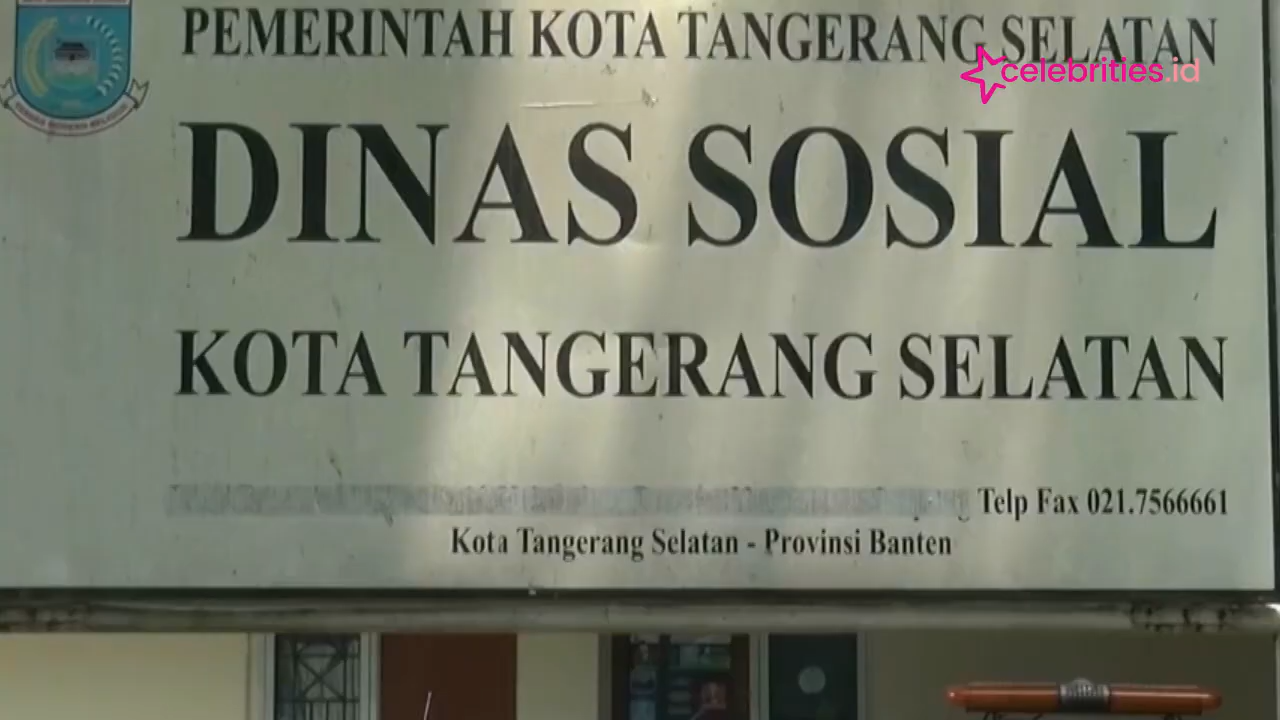 PEMERINTAH KOTA TANGERANG SELATAN
celebrities.id
DINAS SOSIAL
KOTA TANGERANG SELATAN
Telp Fax 021.7566661
Kota Tangerang Selatan - Provinsi Banten